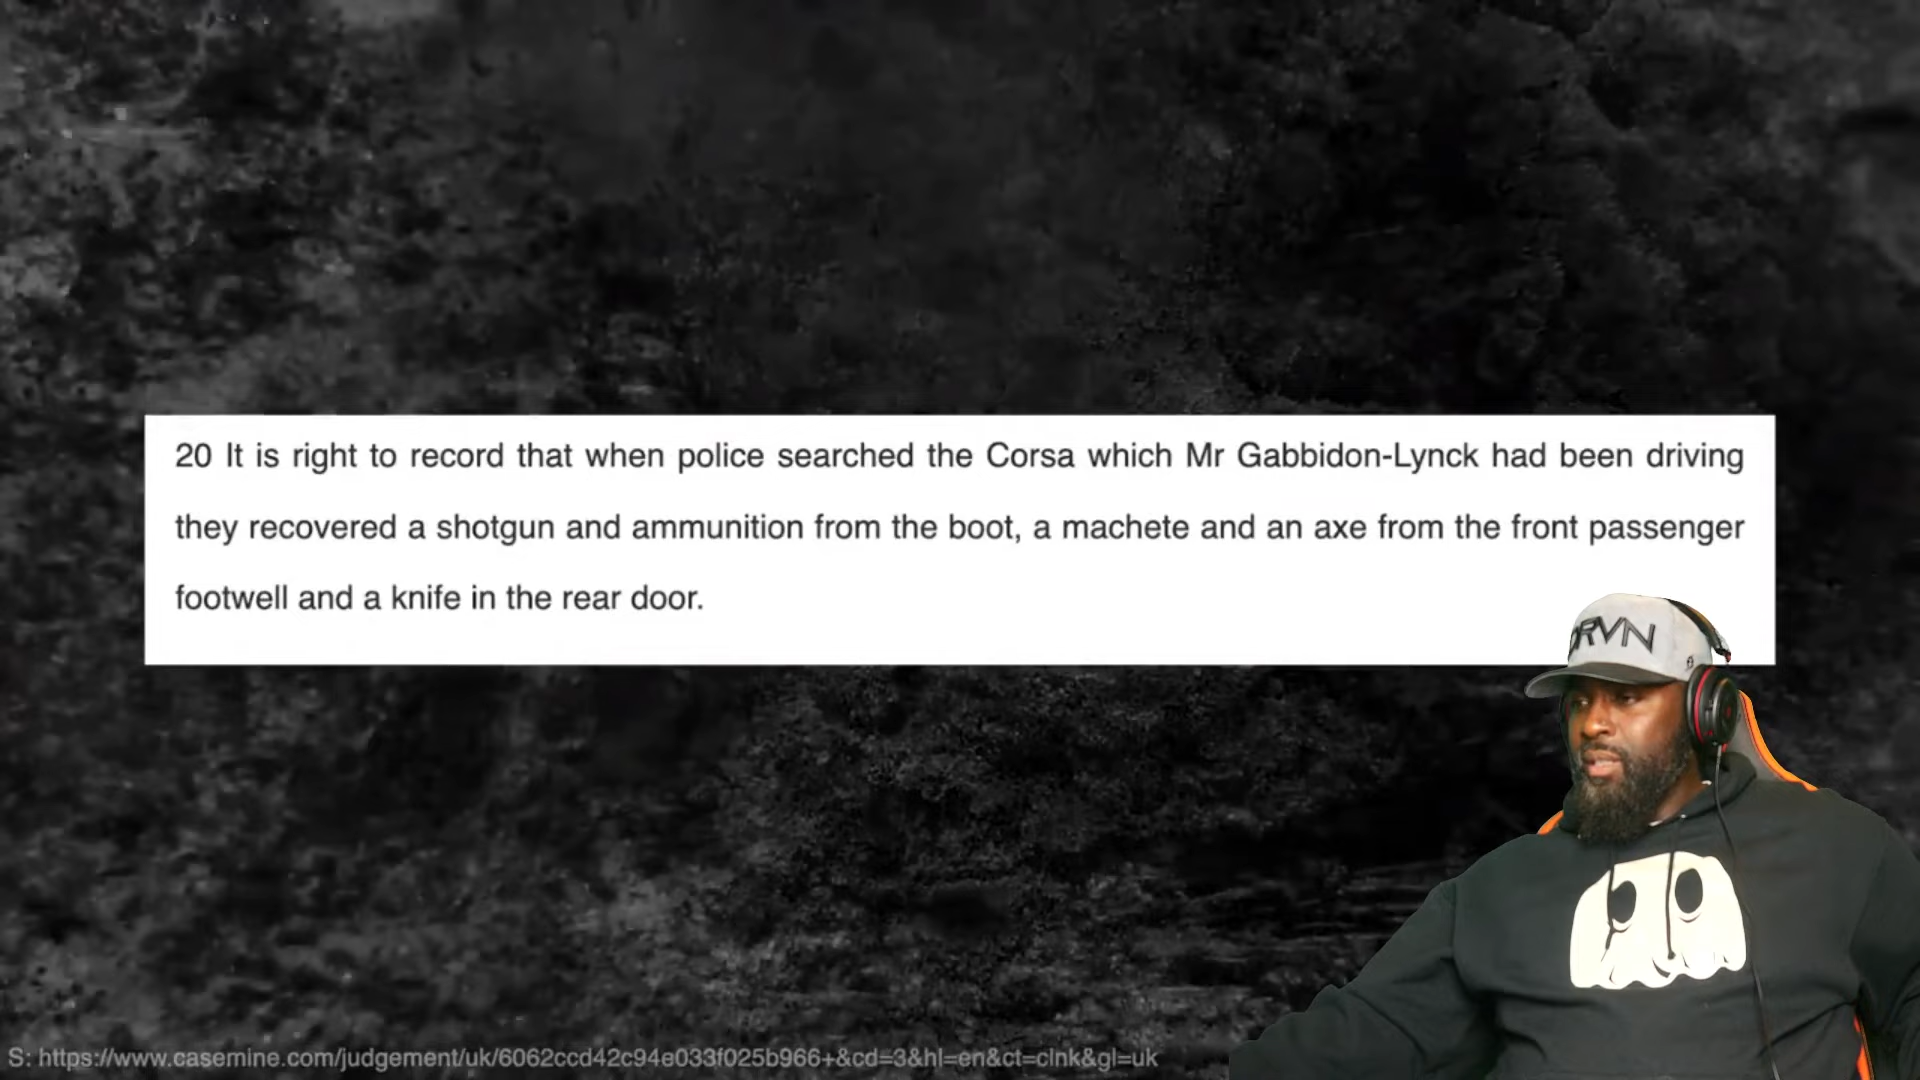 20 It is right to record that when police searched the Corsa which Mr Gabbidon-Lynck had been driving
they recovered a shotgun and ammunition from the boot, a machete and an axe from the front passenger
footwell and a knife in the rear door.
DRVN
S: https://www.casemine.com/judgement/uk/6062ccd42c94e033f025b966+&cd=3&hl=en&ct=clnk&gl=uk